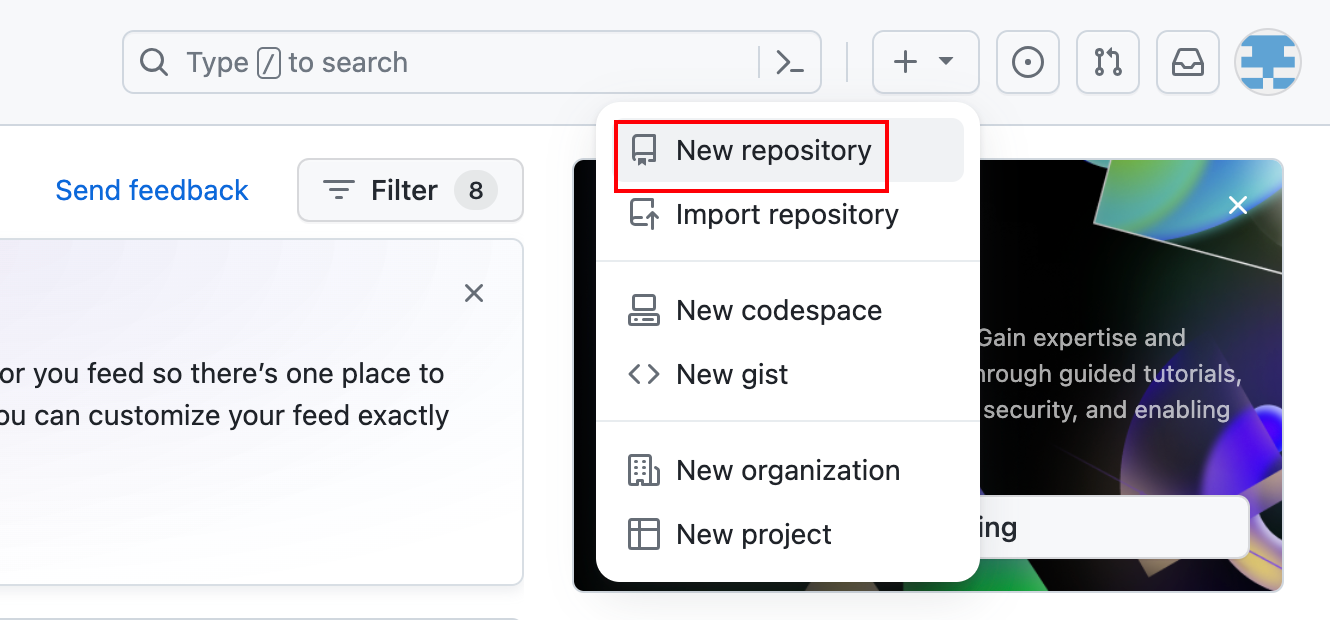 Type / to search
New repository
Import repository
New codespace
New gist
New organization
New project
Send feedback
Filter 8
or you feed so there's one place to
ou can customize your feed exactly
Gain expertise and
hrough guided tutorials,
security, and enabling
ing